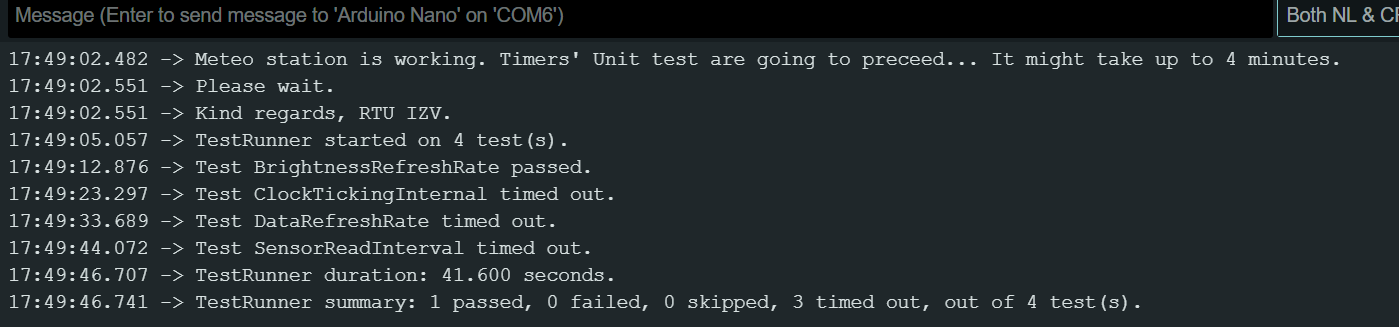 Message (Enter to send message to 'Arduino Nano' on 'COM6')
Both NL & CR
17:49:02.482 -> Meteo station is working. Timers' Unit test are going to preceed... It might take up to 4 minutes.
17:49:02.551 -> Please wait.
17:49:02.551 -> Kind regards, RTU IZV.
17:49:05.057 -> TestRunner started on 4 test(s).
17:49:12.876 -> Test BrightnessRefreshRate passed.
17:49:23.297 -> Test ClockTickingInternal timed out.
17:49:33.689 -> Test DataRefreshRate timed out.
17:49:44.072 -> Test SensorReadInterval timed out.
17:49:46.707 -> TestRunner duration: 41.600 seconds.
17:49:46.741 -> TestRunner summary: 1 passed, 0 failed, 0 skipped, 3 timed out, out of 4 test(s).